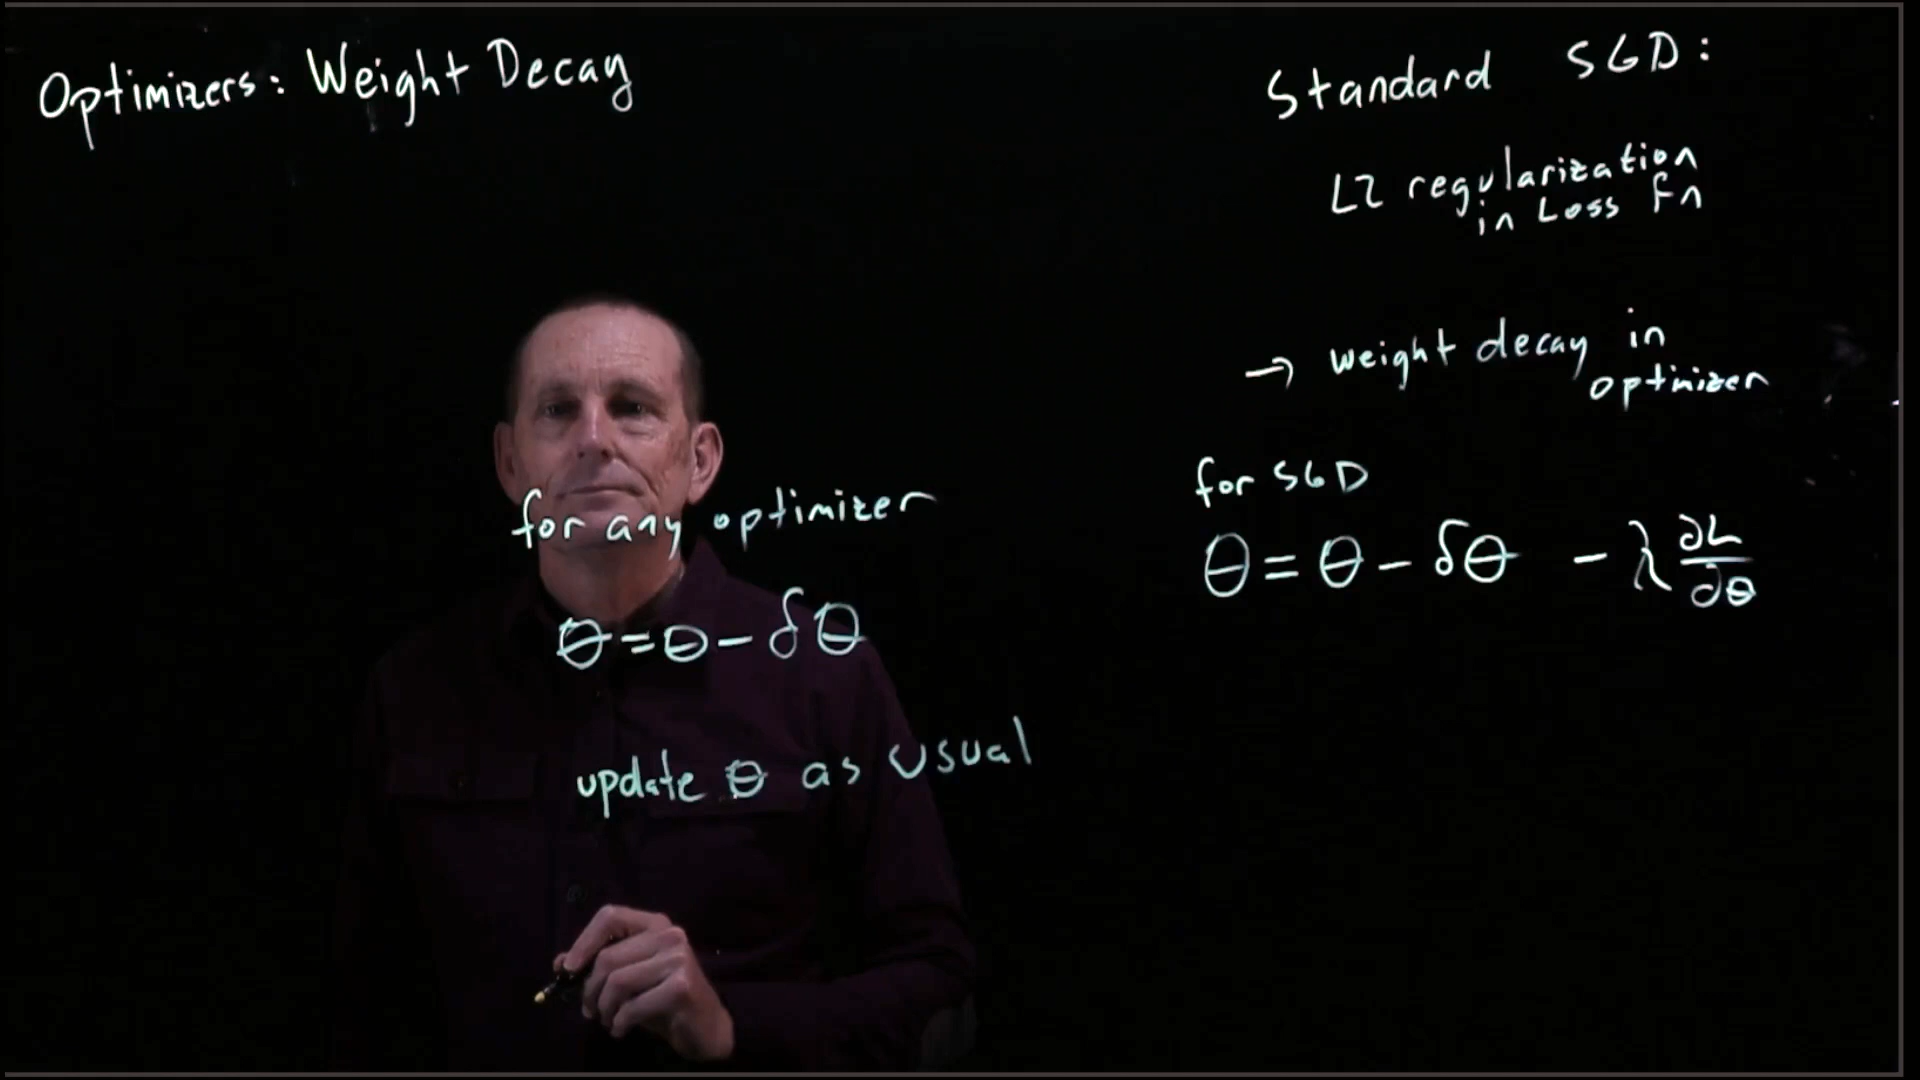 Optimizers: Weight Decay
for any optimizer
θ = θ - δθ
update θ as usual
Standard SGD:
L2 regularization
in Loss Fn
→ weight decay in
optimizer
for SGD
θ = θ - δθ - λ ∂L/∂θ